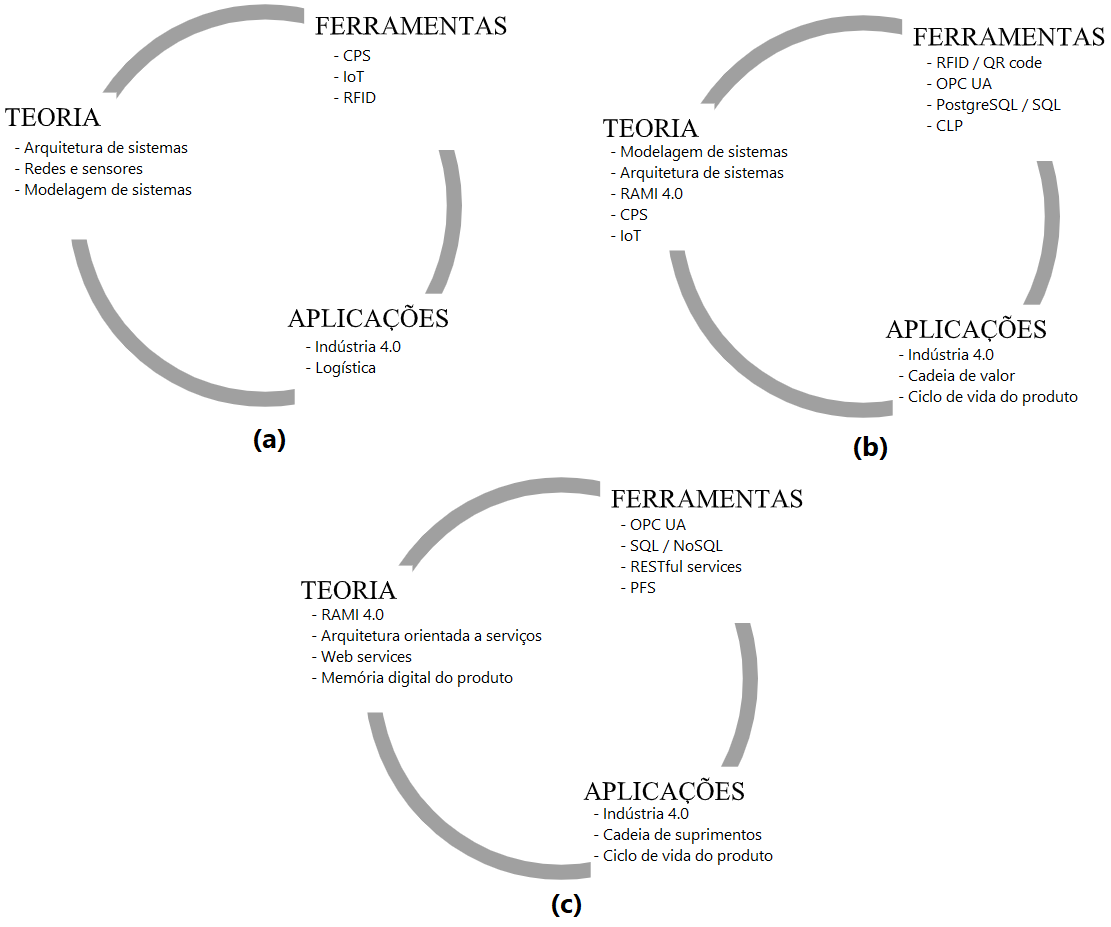 FERRAMENTAS
- CPS
- IoT
- RFID
TEORIA
- Arquitetura de sistemas
- Redes e sensores
- Modelagem de sistemas
APLICAÇÕES
- Indústria 4.0
- Logística
(a)
FERRAMENTAS
- RFID / QR code
- OPC UA
- PostgreSQL / SQL
- CLP
TEORIA
- Modelagem de sistemas
- Arquitetura de sistemas
- RAMI 4.0
- CPS
- IoT
APLICAÇÕES
- Indústria 4.0
- Cadeia de valor
- Ciclo de vida do produto
(b)
FERRAMENTAS
- OPC UA
- SQL / NoSQL
- RESTful services
- PFS
TEORIA
- RAMI 4.0
- Arquitetura orientada a serviços
- Web services
- Memória digital do produto
APLICAÇÕES
- Indústria 4.0
- Cadeia de suprimentos
- Ciclo de vida do produto
(c)